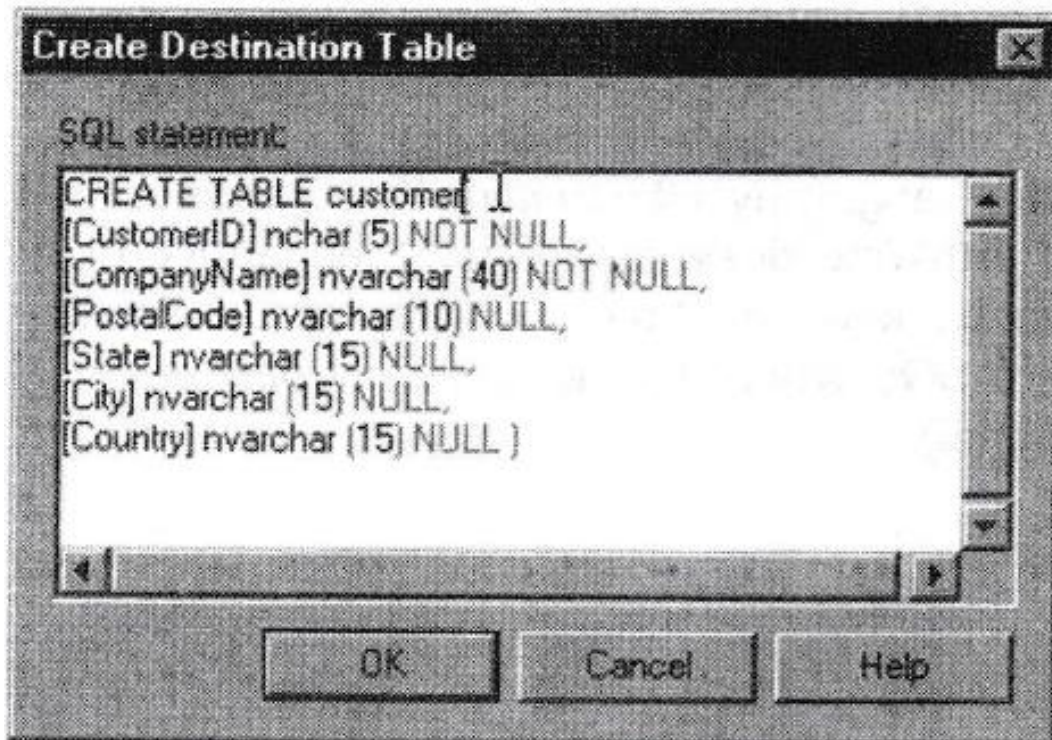 Create Destination Table
SQL statement:
CREATE TABLE customer(
[CustomerID] nchar (5) NOT NULL,
[CompanyName] nvarchar (40) NOT NULL,
[PostalCode] nvarchar (10) NULL,
[State] nvarchar (15) NULL,
[City] nvarchar (15) NULL,
[Country] nvarchar (15) NULL )
OK Cancel Help